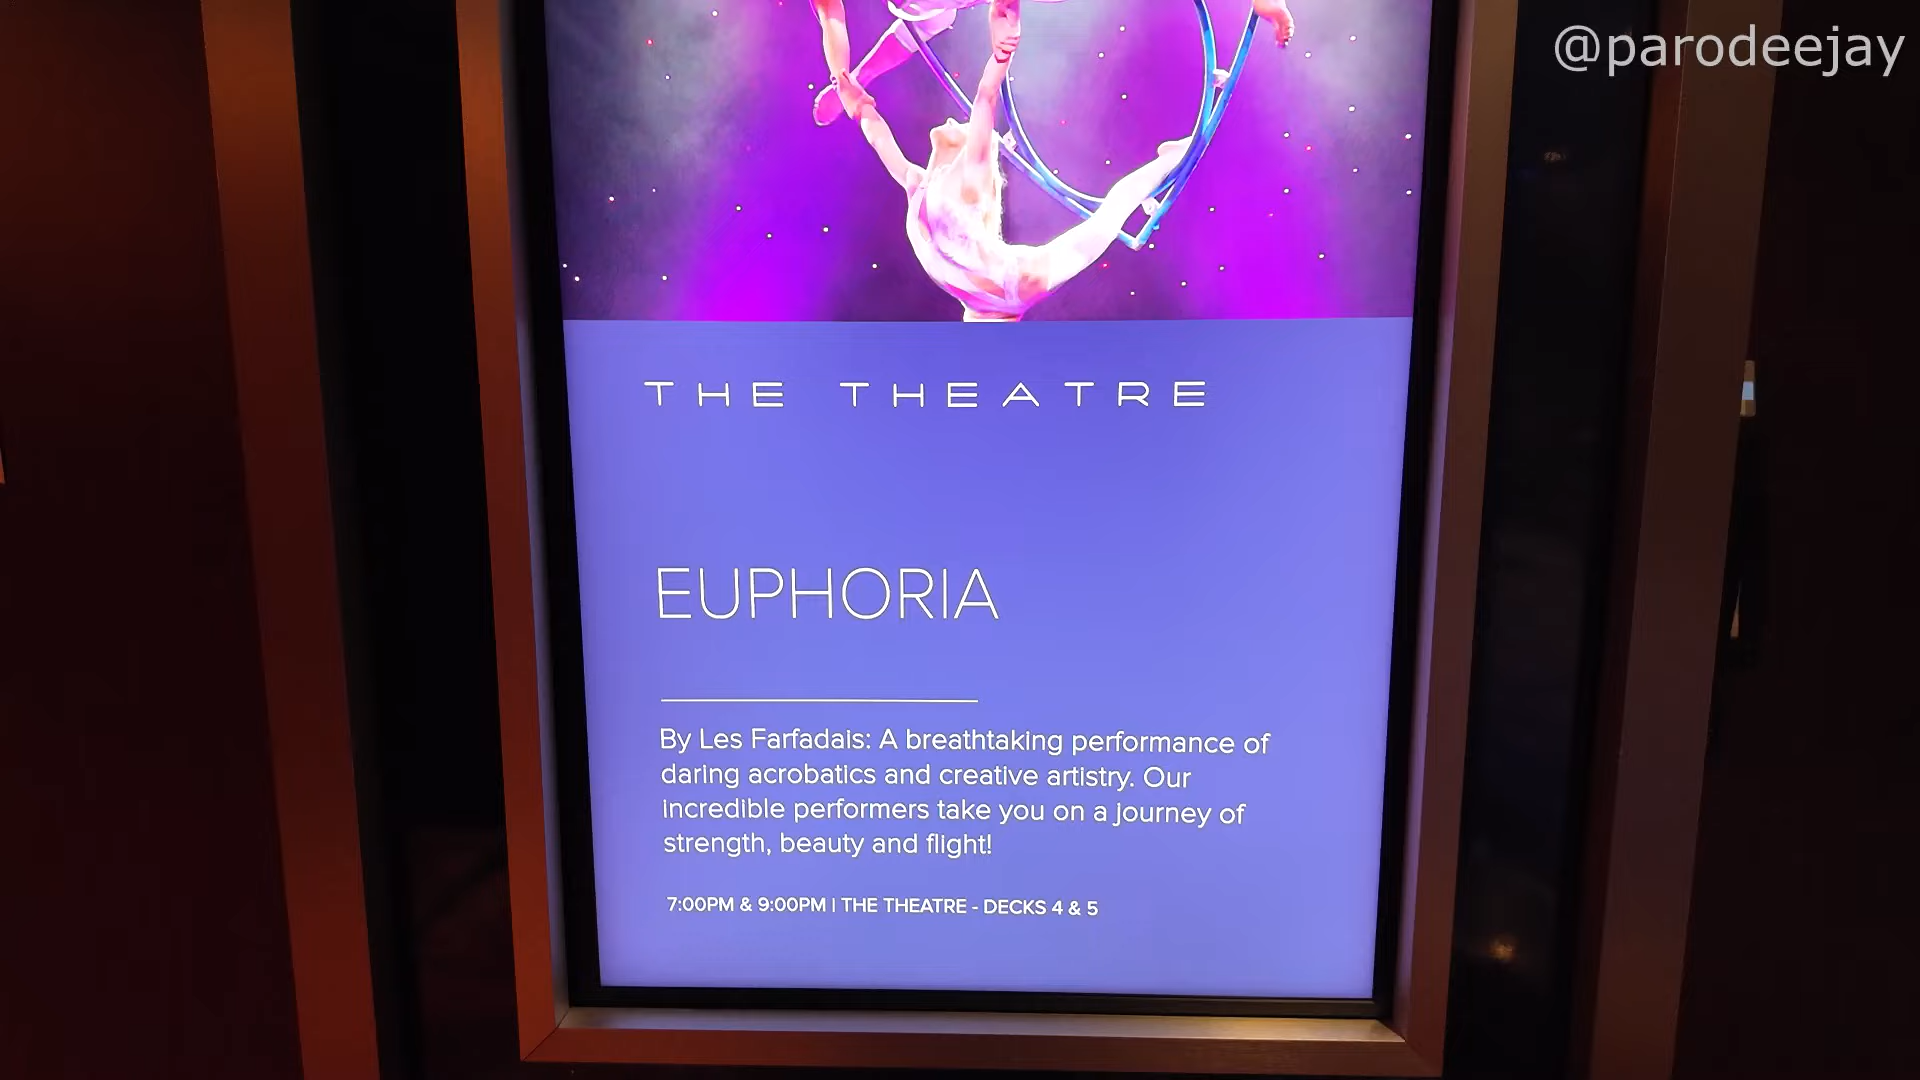 @parodeejay
THE THEATRE
EUPHORIA
By Les Farfadais: A breathtaking performance of
daring acrobatics and creative artistry. Our
incredible performers take you on a journey of
strength, beauty and flight!
7:00PM & 9:00PM | THE THEATRE - DECKS 4 & 5